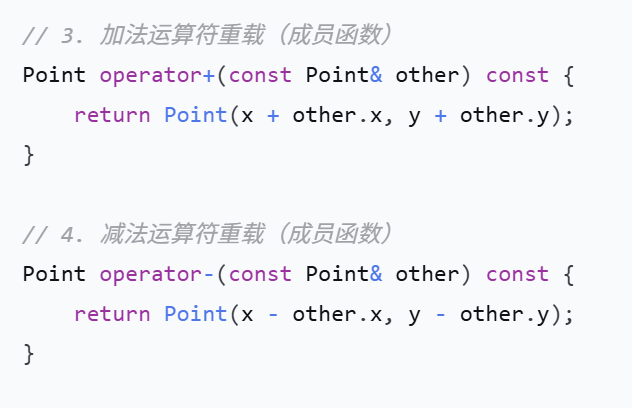 // 3. 加法运算符重载（成员函数）
Point operator+(const Point& other) const {
    return Point(x + other.x, y + other.y);
}
// 4. 减法运算符重载（成员函数）
Point operator-(const Point& other) const {
    return Point(x - other.x, y - other.y);
}